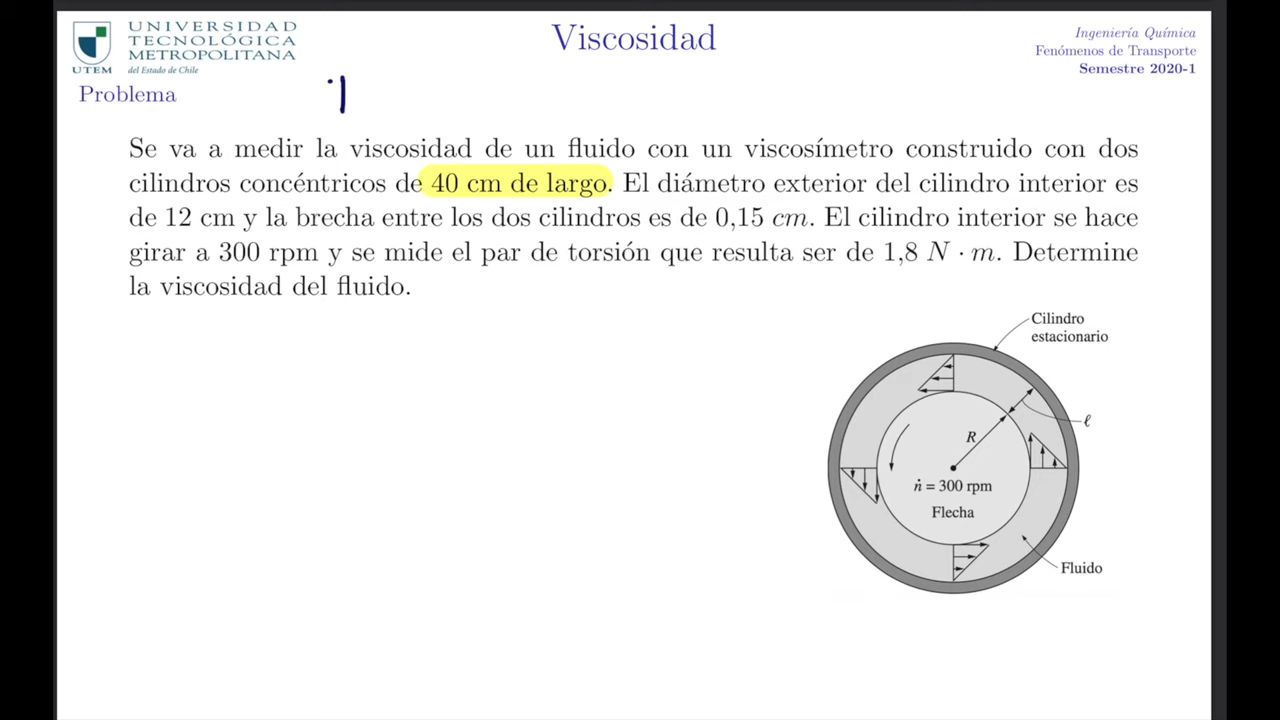 UNIVERSIDAD
TECNOLÓGICA
METROPOLITANA
UTEM del Estado de Chile
Viscosidad
Ingeniería Química
Fenómenos de Transporte
Semestre 2020-1
Problema
Se va a medir la viscosidad de un fluido con un viscosímetro construido con dos
cilindros concéntricos de 40 cm de largo. El diámetro exterior del cilindro interior es
de 12 cm y la brecha entre los dos cilindros es de 0,15 cm. El cilindro interior se hace
girar a 300 rpm y se mide el par de torsión que resulta ser de 1,8 N · m. Determine
la viscosidad del fluido.
Cilindro
estacionario
ℓ
R
ṅ = 300 rpm
Flecha
Fluido